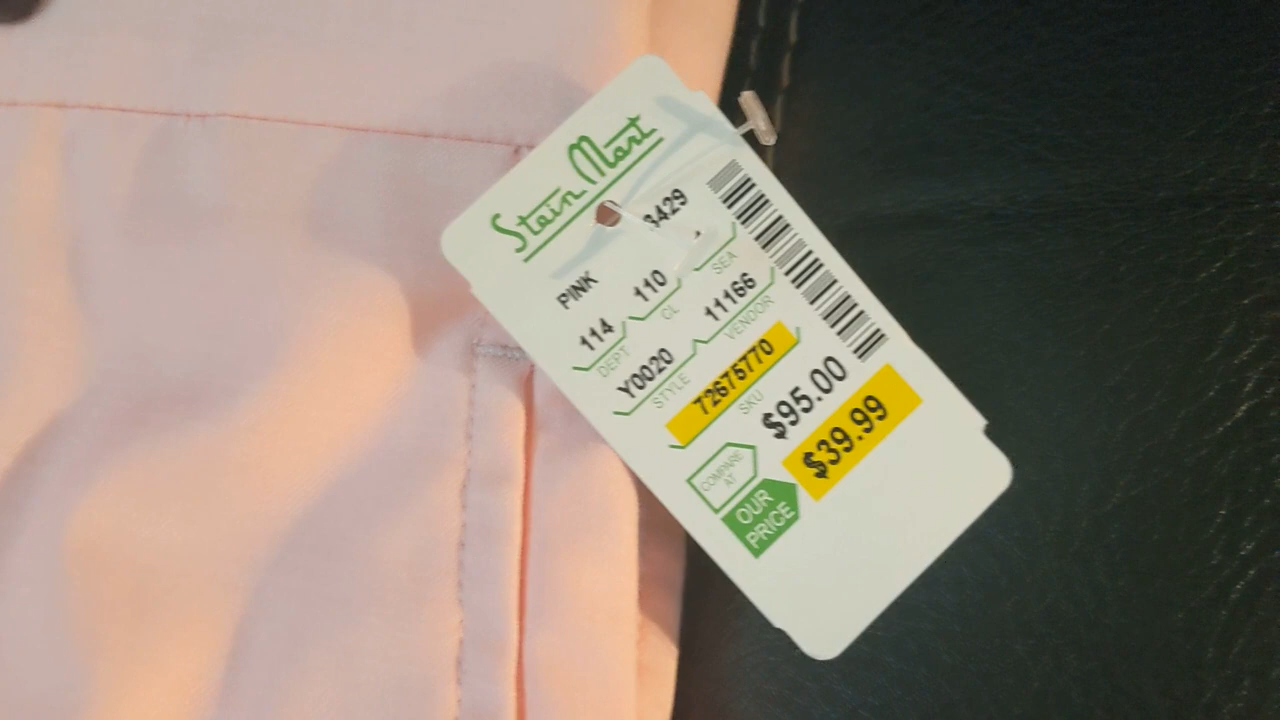 Stein Mart
PINK
114 110
DEPT CL SEA
Y0020 11166
STYLE VENDOR
72675770
SKU
COMPARE AT $95.00
OUR PRICE $39.99